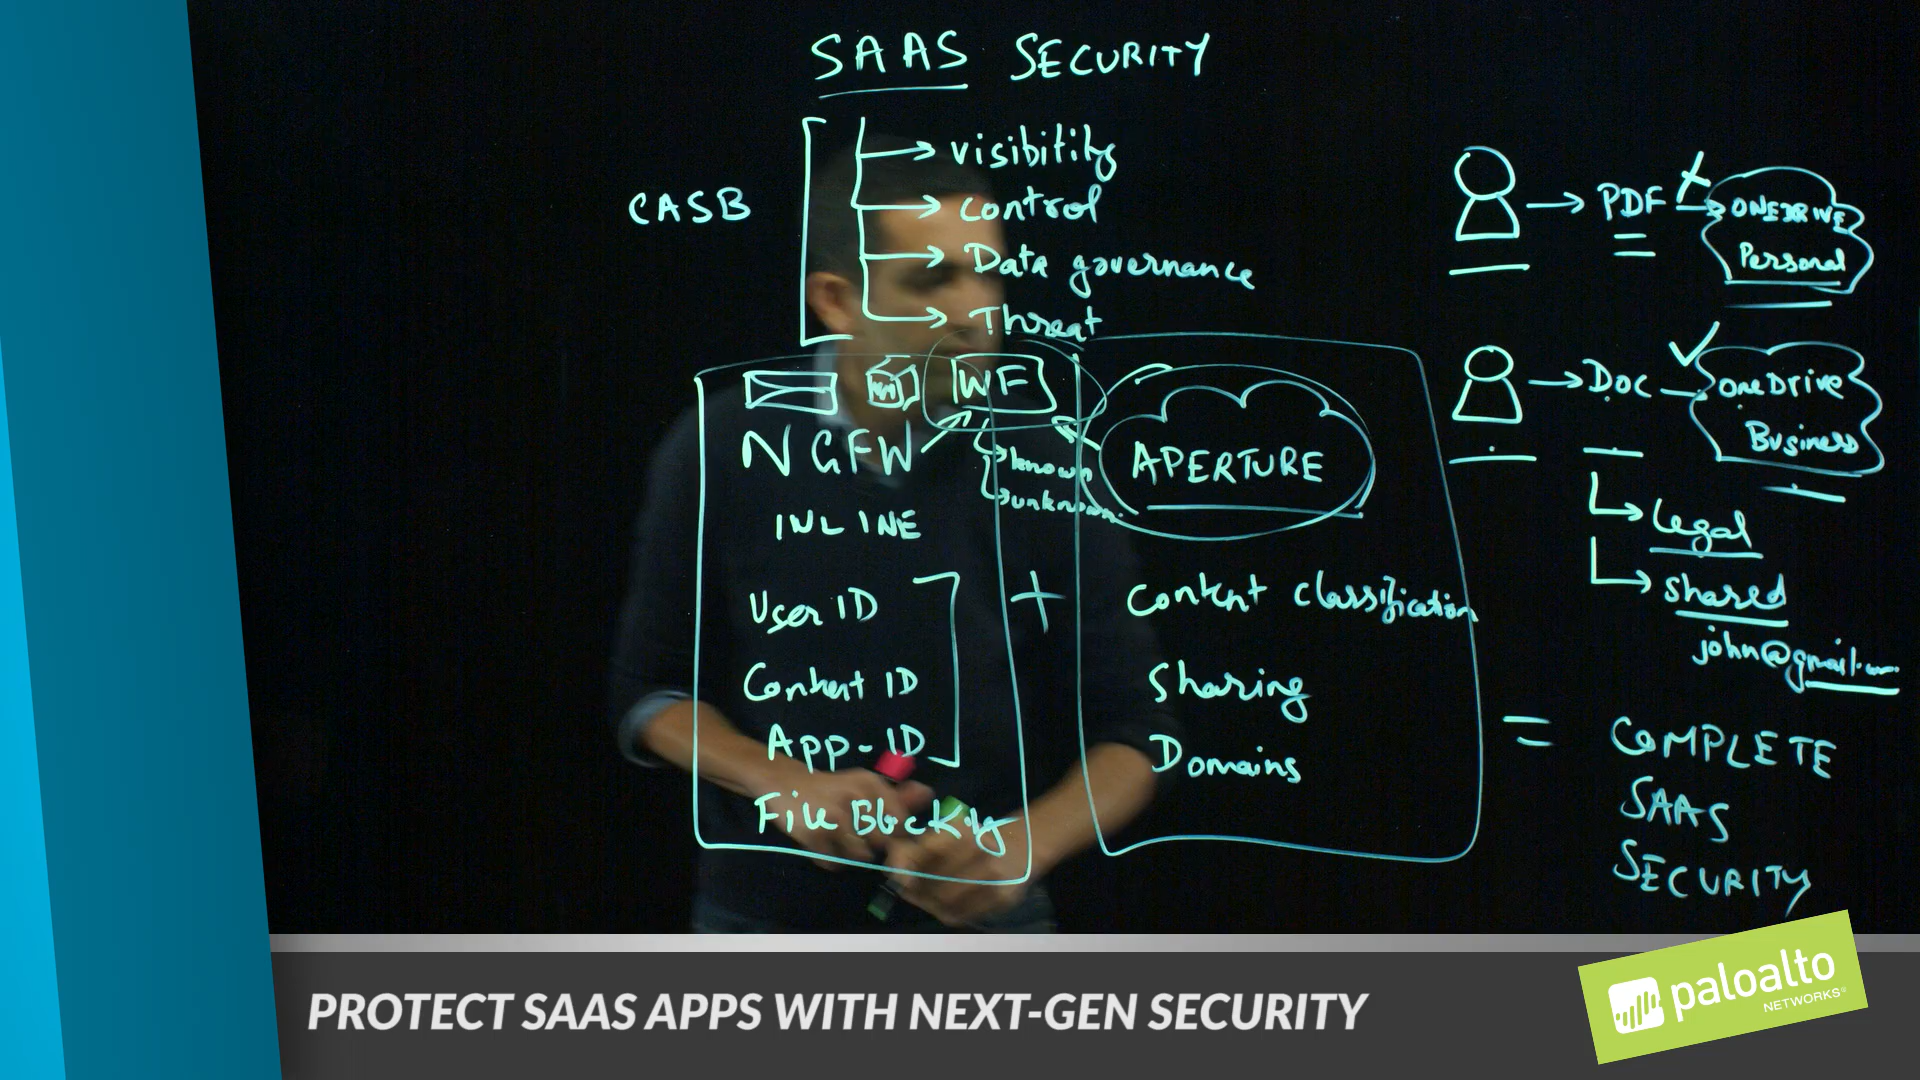 SAAS SECURITY
CASB
visibility
control
Data governance
Threat
WF
NGFW
known
unknown
INLINE
User ID
Content ID
App-ID
File Blocking
+
APERTURE
Content classification
Sharing
Domains
PDF
ONEDRIVE
Personal
DOC
OneDrive
Business
Legal
shared
john@gmail.com
=
COMPLETE
SAAS
SECURITY
PROTECT SAAS APPS WITH NEXT-GEN SECURITY
paloalto
NETWORKS